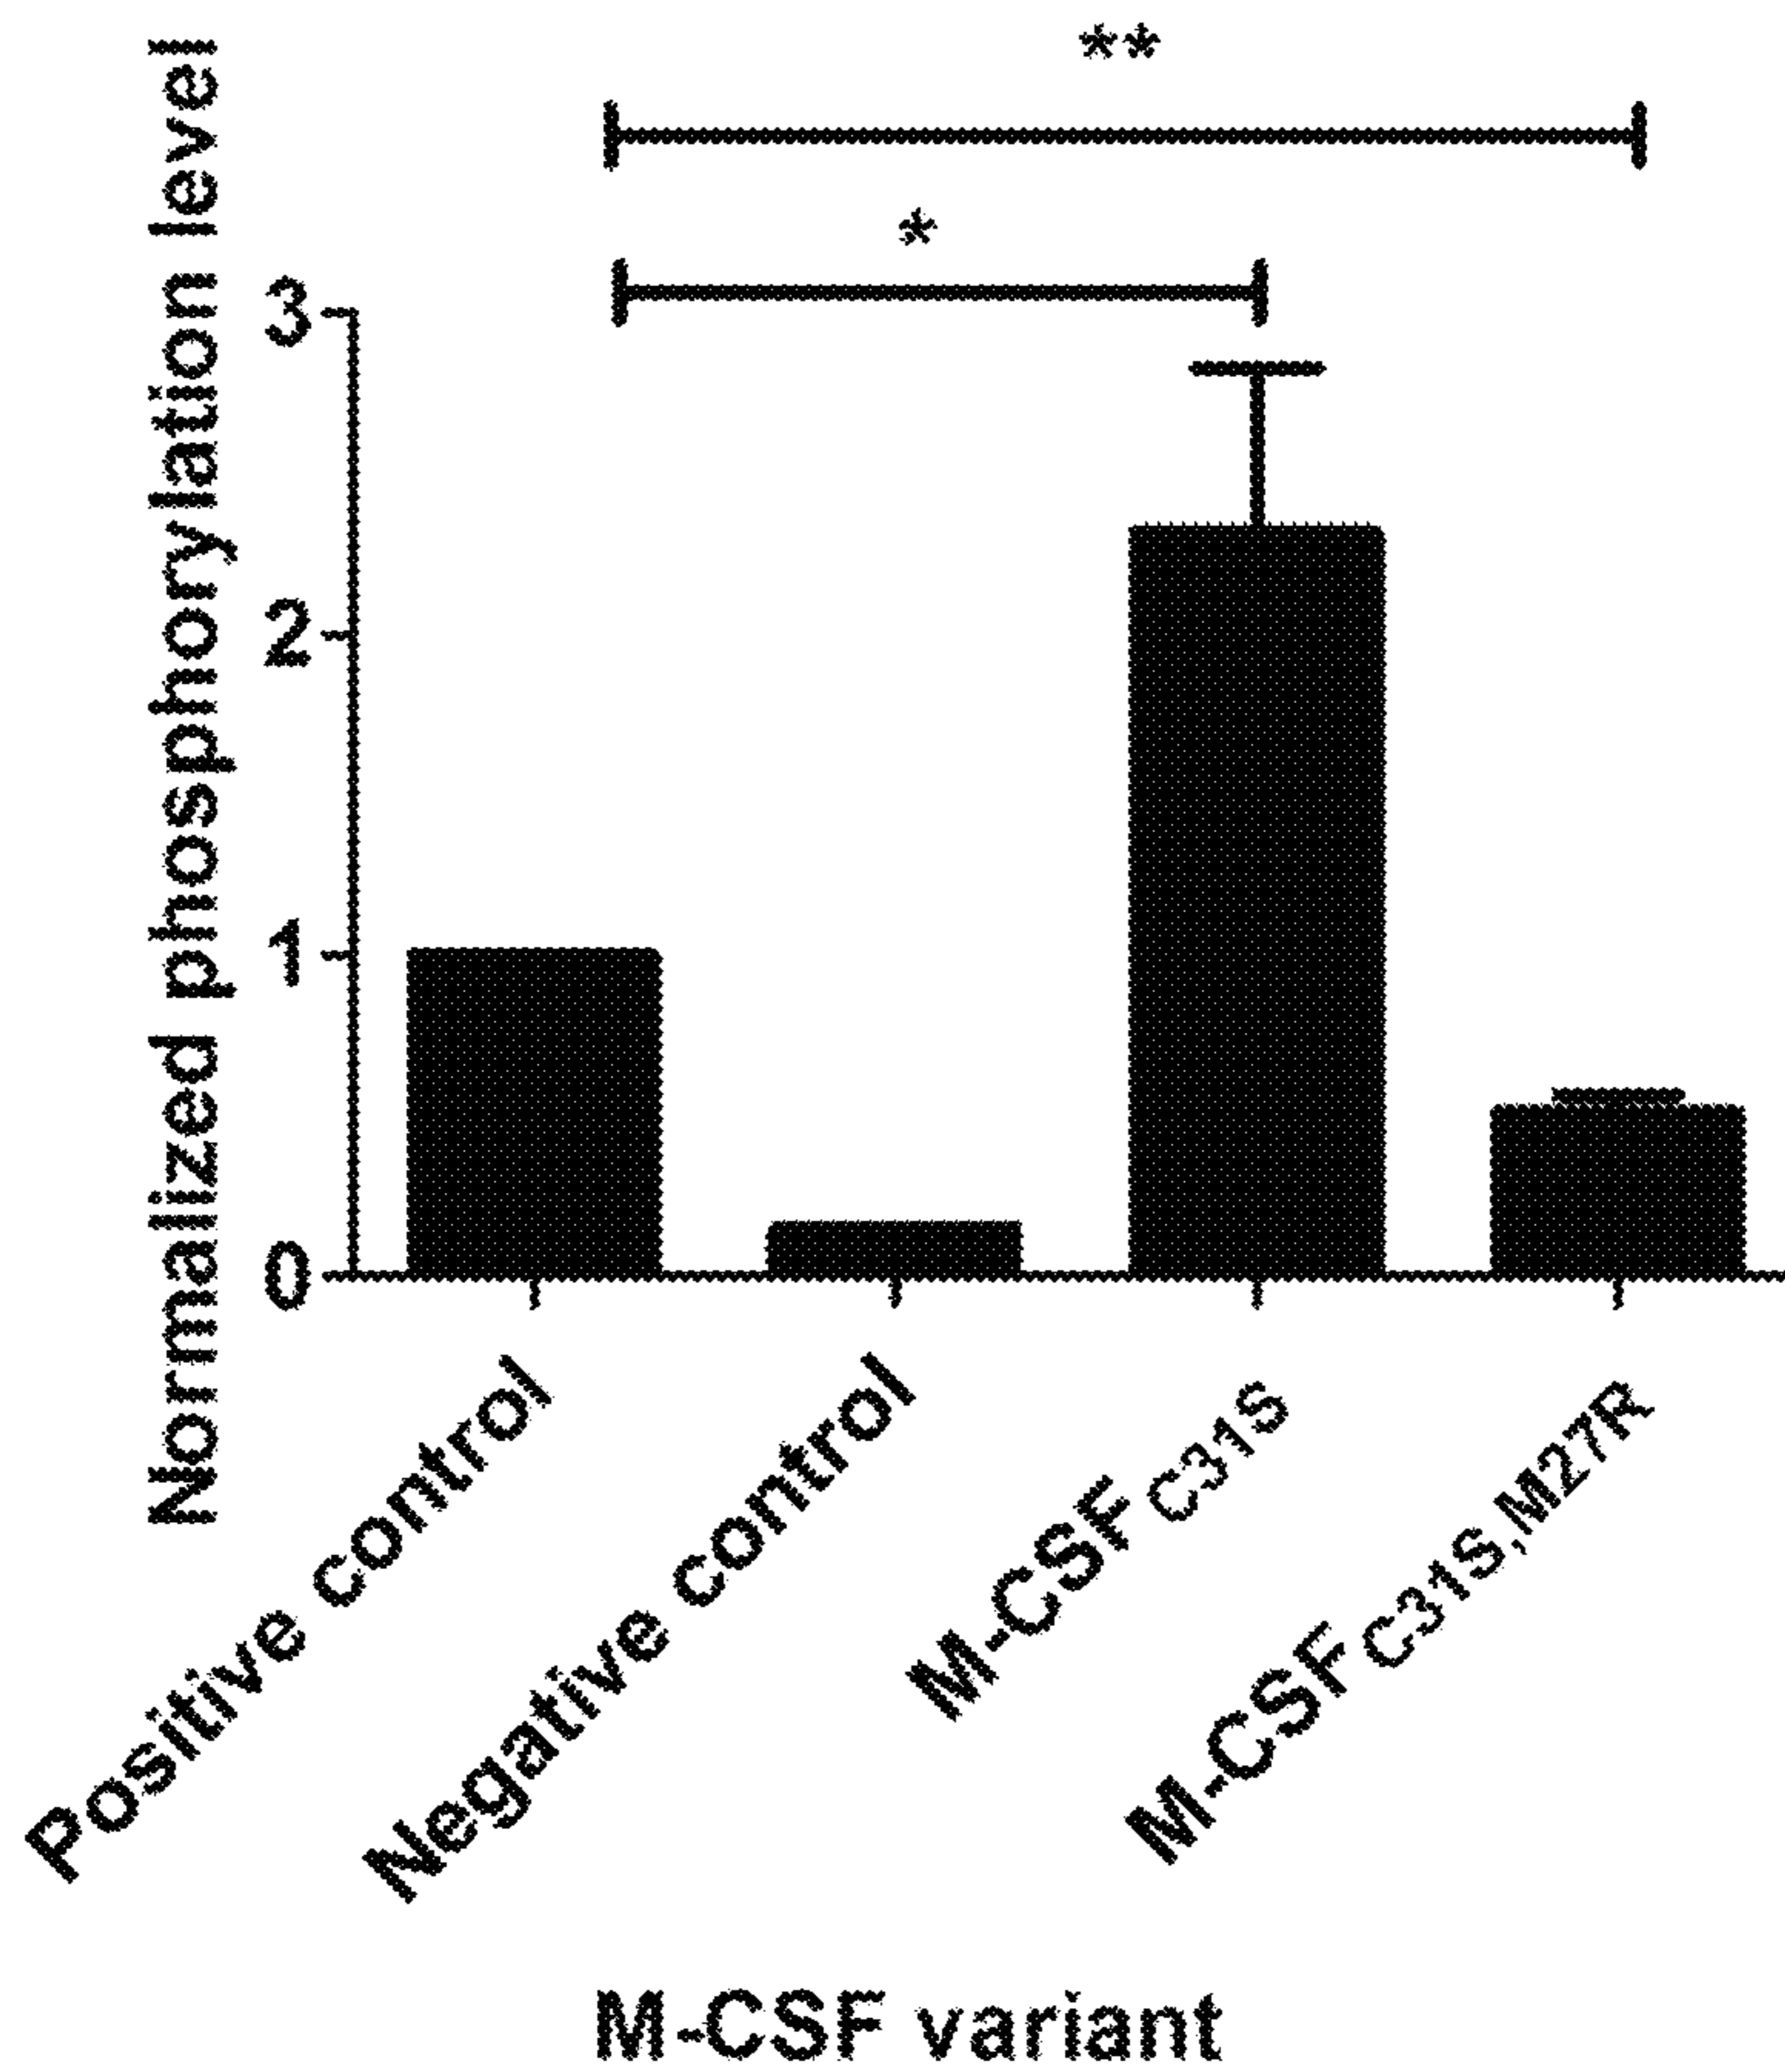 **
*
Normalized phosphorylation level
3
2
1
0
Positive control
Negative control
M-CSF C31S
M-CSF C31S,M27R
M-CSF variant